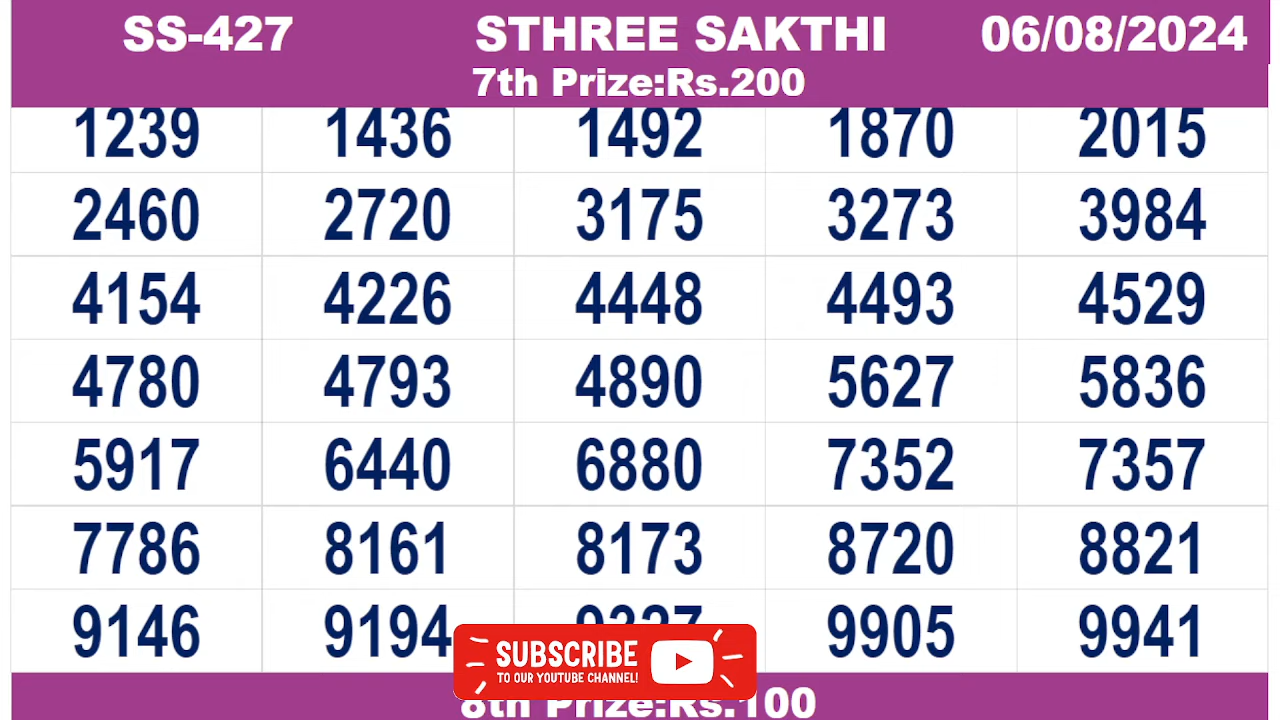 SS-427 STHREE SAKTHI 06/08/2024
7th Prize:Rs.200
1239 1436 1492 1870 2015
2460 2720 3175 3273 3984
4154 4226 4448 4493 4529
4780 4793 4890 5627 5836
5917 6440 6880 7352 7357
7786 8161 8173 8720 8821
9146 9194 9905 9941
SUBSCRIBE
TO OUR YOUTUBE CHANNEL!
8th Prize:Rs.100